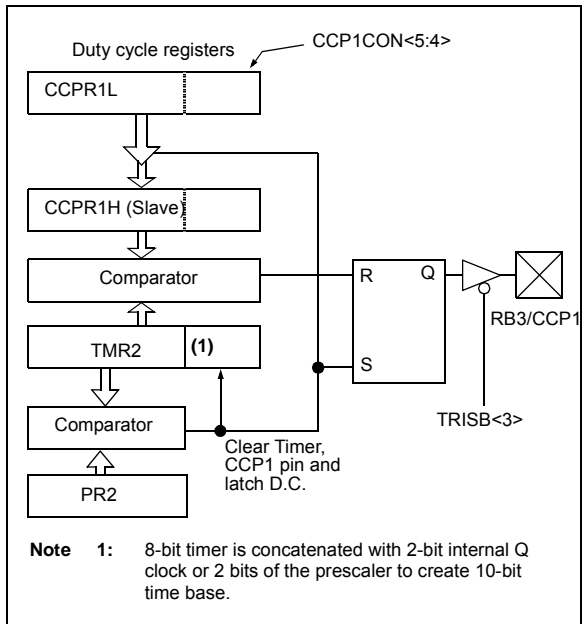 Duty cycle registers
CCP1CON<5:4>
CCPR1L
CCPR1H (Slave)
Comparator
R
Q
RB3/CCP1
TMR2
(1)
S
TRISB<3>
Comparator
Clear Timer,
CCP1 pin and
latch D.C.
PR2
Note 1: 8-bit timer is concatenated with 2-bit internal Q
clock or 2 bits of the prescaler to create 10-bit
time base.